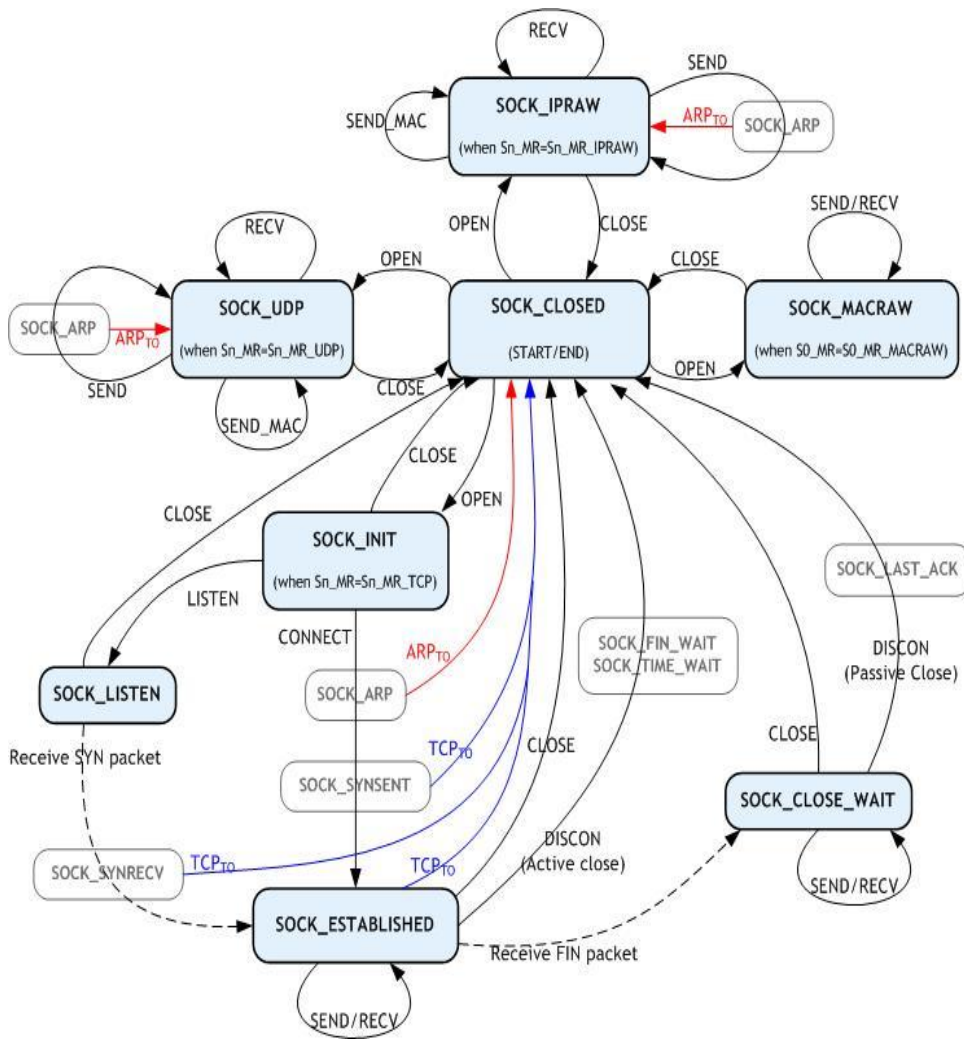 RECV
SEND
SOCK_IPRAW
SEND_MAC
ARPTO
SOCK_ARP
(when Sn_MR=Sn_MR_IPRAW)
SEND/RECV
OPEN
CLOSE
RECV
OPEN
CLOSE
SOCK_UDP
SOCK_CLOSED
SOCK_MACRAW
SOCK_ARP
ARPTO
(when Sn_MR=Sn_MR_UDP)
(START/END)
(when S0_MR=S0_MR_MACRAW)
SEND
CLOSE
OPEN
SEND_MAC
CLOSE
OPEN
CLOSE
SOCK_INIT
(when Sn_MR=Sn_MR_TCP)
SOCK_LAST_ACK
LISTEN
CONNECT
SOCK_FIN_WAIT
SOCK_TIME_WAIT
DISCON
(Passive Close)
ARPTO
SOCK_LISTEN
SOCK_ARP
Receive SYN packet
TCPTO
CLOSE
CLOSE
SOCK_SYNSENT
SOCK_CLOSE_WAIT
DISCON
(Active close)
SOCK_SYNRECV
TCPTO
TCPTO
SEND/RECV
SOCK_ESTABLISHED
Receive FIN packet
SEND/RECV